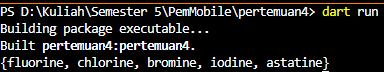 PS D:\Kuliah\Semester 5\PemMobile\pertemuan4> dart run
Building package executable...
Built pertemuan4:pertemuan4.
{fluorine, chlorine, bromine, iodine, astatine}